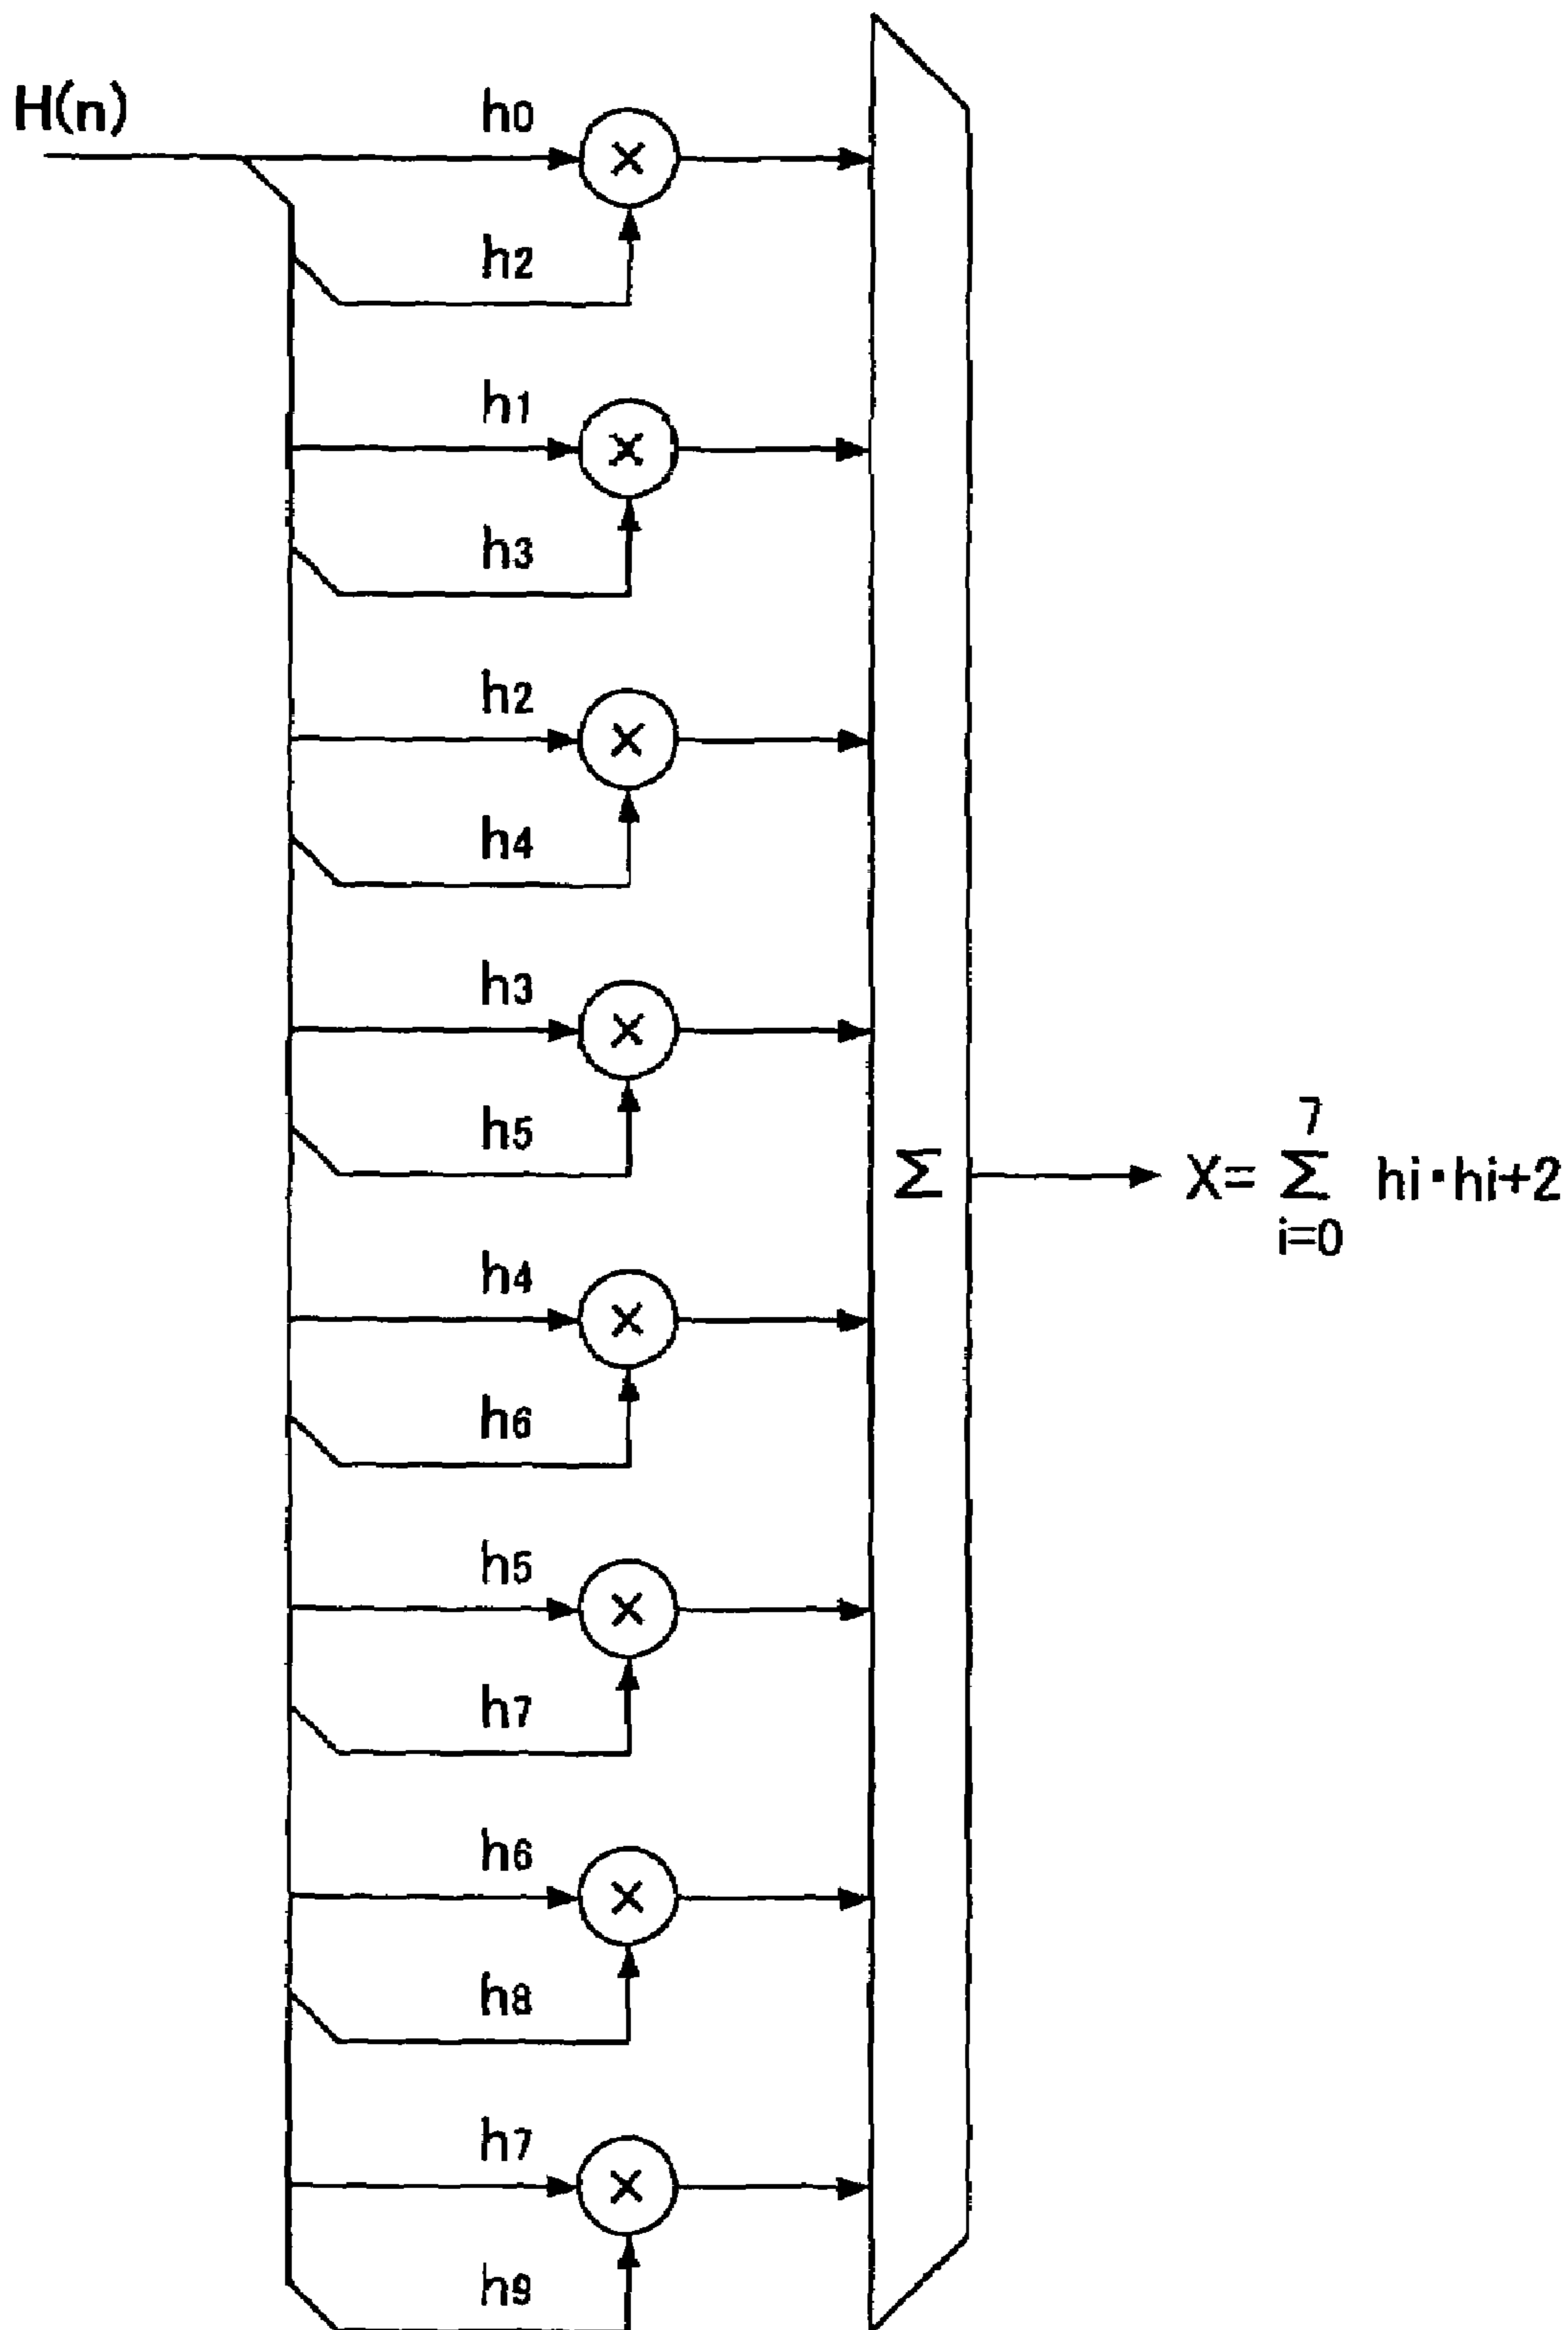 H(n)
h0
×
h2
h1
×
h3
h2
×
h4
h3
×
h5
Σ
X= 7 Σ i=0 hi·hi+2
h4
×
h6
h5
×
h7
h6
×
h8
h7
×
h9